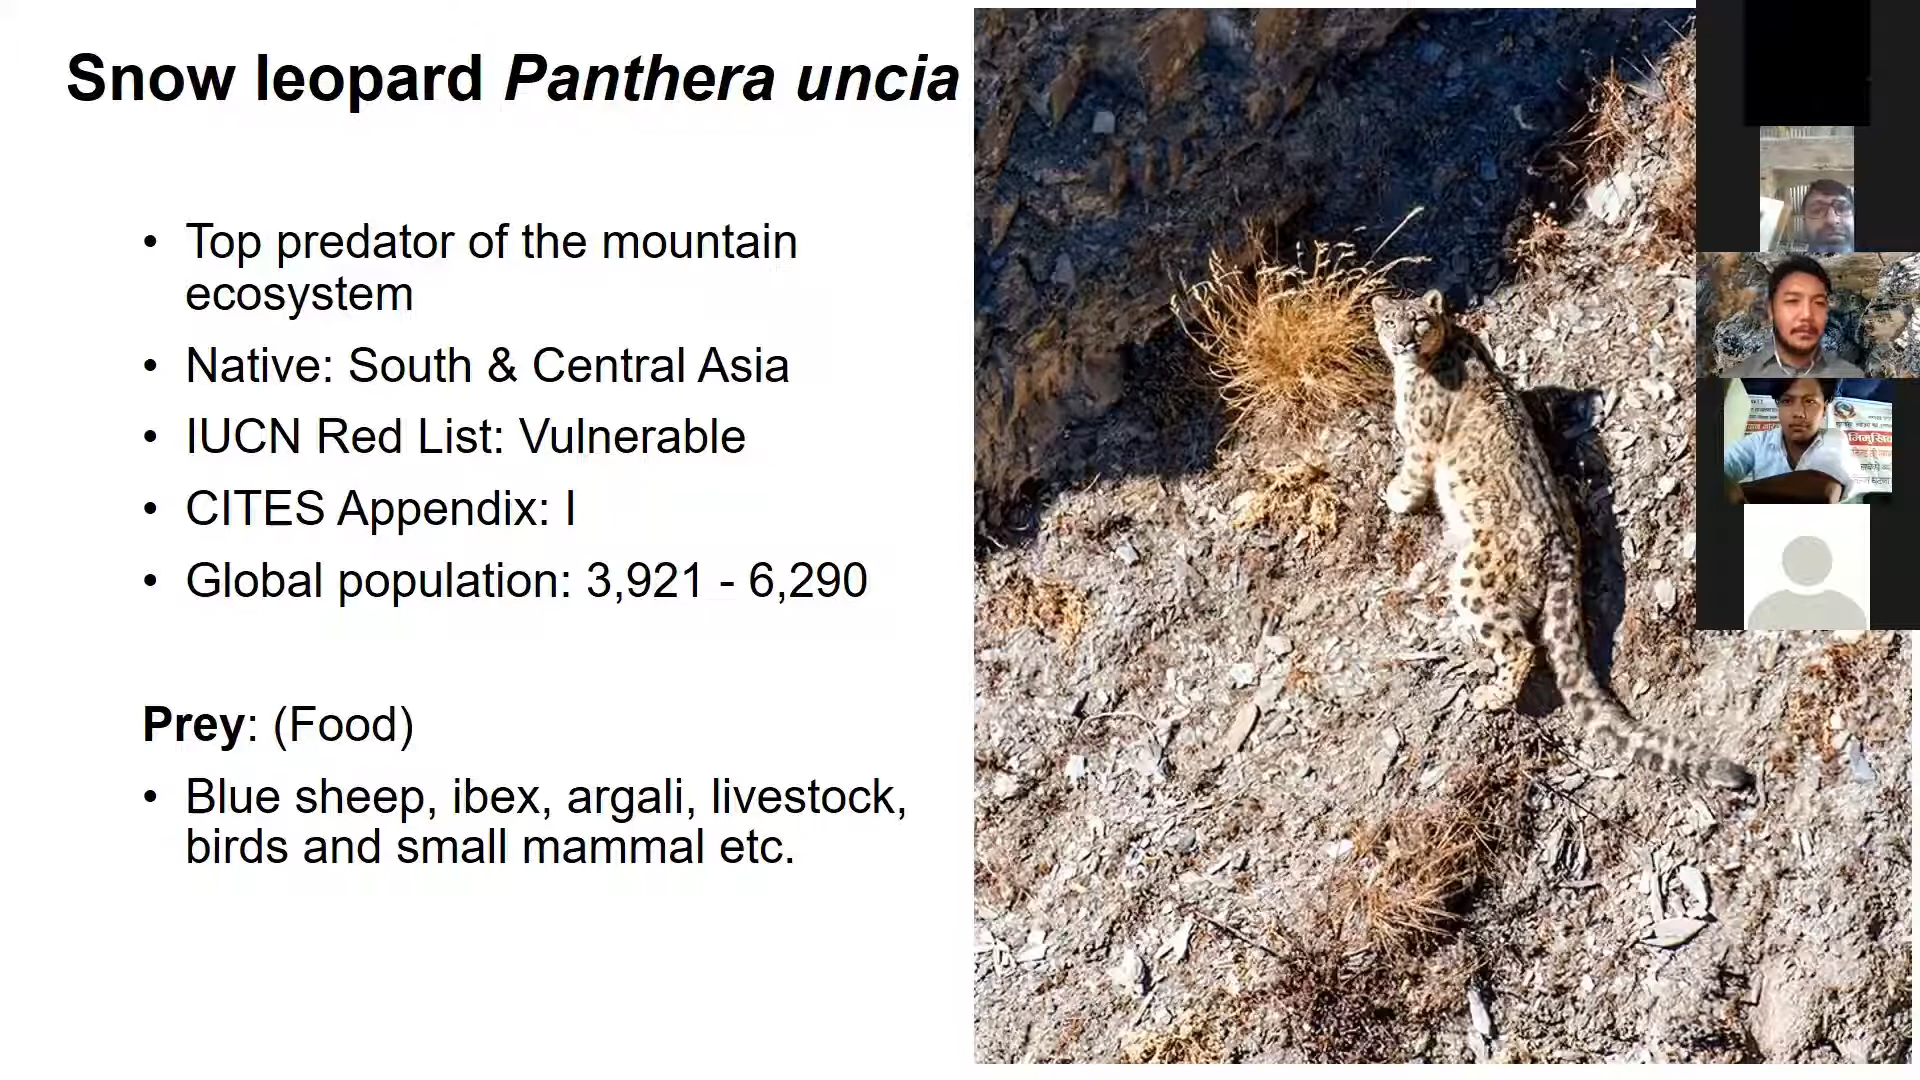 Snow leopard Panthera uncia
• Top predator of the mountain
ecosystem
• Native: South & Central Asia
• IUCN Red List: Vulnerable
• CITES Appendix: I
• Global population: 3,921 - 6,290
Prey: (Food)
• Blue sheep, ibex, argali, livestock,
birds and small mammal etc.